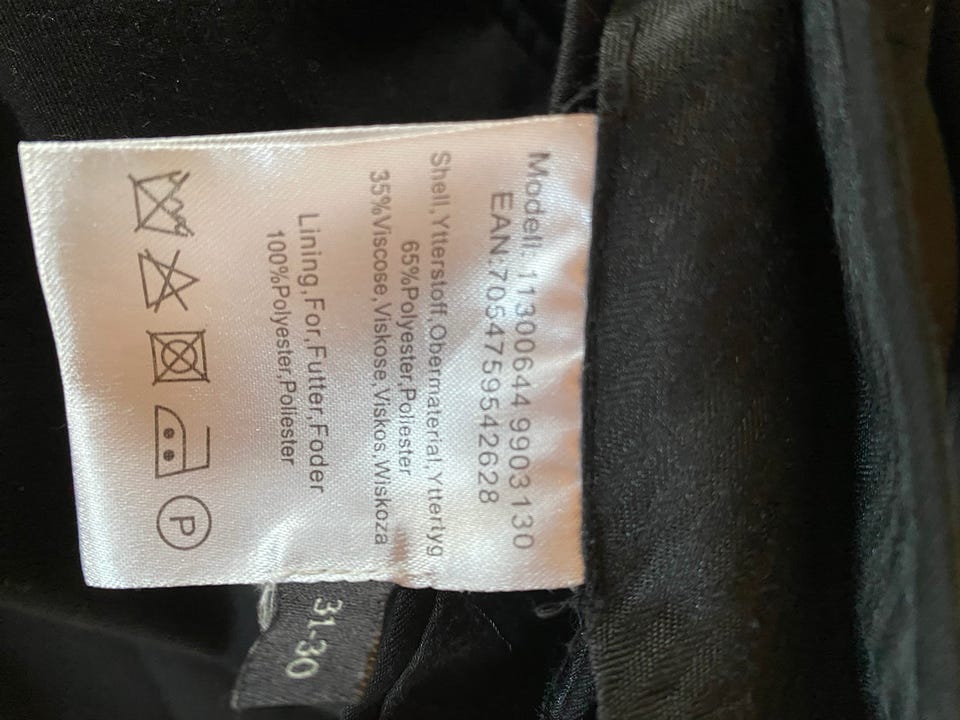 Modell: 11300644 9903130
EAN:7054759542628
Shell,Ytterstoff,Obermaterial,Yttertyg
65%Polyester,Poliester
35%Viscose,Viskose,Viskos,Wiskoza
Lining,For,Futter,Foder
100%Polyester,Poliester
P
31-30